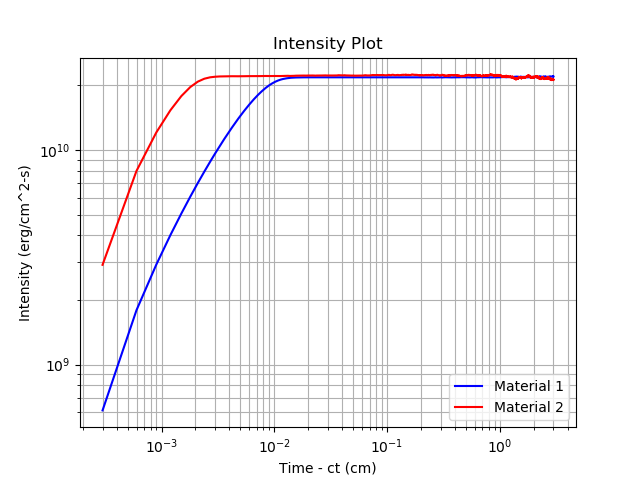 Intensity Plot
Intensity (erg/cm^2-s)
10^10
10^9
10^-3
10^-2
10^-1
10^0
Time - ct (cm)
Material 1
Material 2